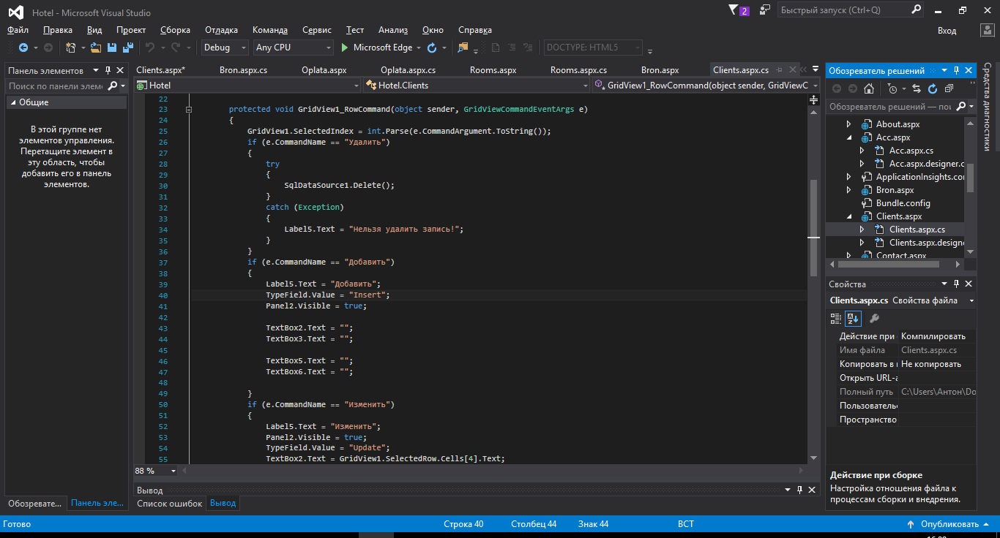 Hotel - Microsoft Visual Studio
2
Быстрый запуск (Ctrl+Q)
Файл Правка Вид Проект Сборка Отладка Команда Сервис Тест Анализ Окно Справка
Вход
Debug Any CPU Microsoft Edge DOCTYPE: HTML5
Панель элементов
Поиск по панели элеме
Общие
В этой группе нет
элементов управления.
Перетащите элемент в
эту область, чтобы
добавить его в панель
элементов.
Обозревате... Панель эле...
Clients.aspx* Bron.aspx.cs Oplata.aspx Oplata.aspx.cs Rooms.aspx Rooms.aspx.cs Bron.aspx Clients.aspx.cs
Hotel Hotel.Clients GridView1_RowCommand(object sender, GridViewC
22
23 protected void GridView1_RowCommand(object sender, GridViewCommandEventArgs e)
24 {
25 GridView1.SelectedIndex = int.Parse(e.CommandArgument.ToString());
26 if (e.CommandName == "Удалить")
27 {
28 try
29 {
30 SqlDataSource1.Delete();
31 }
32 catch (Exception)
33 {
34 Label5.Text = "Нельзя удалить запись!";
35 }
36 }
37 if (e.CommandName == "Добавить")
38 {
39 Label5.Text = "Добавить";
40 TypeField.Value = "Insert";
41 Panel2.Visible = true;
42
43 TextBox2.Text = "";
44 TextBox3.Text = "";
45
46 TextBox5.Text = "";
47 TextBox6.Text = "";
48
49 }
50 if (e.CommandName == "Изменить")
51 {
52 Label5.Text = "Изменить";
53 Panel2.Visible = true;
54 TypeField.Value = "Update";
55 TextBox2.Text = GridView1.SelectedRow.Cells[4].Text;
88 %
Вывод
Список ошибок Вывод
Обозреватель решений
Обозреватель решений — пои
About.aspx
Acc.aspx
Acc.aspx.cs
Acc.aspx.designer.c
ApplicationInsights.con
Bron.aspx
Bundle.config
Clients.aspx
Clients.aspx.cs
Clients.aspx.designe
Contact.aspx
Свойства
Clients.aspx.cs Свойства файла
Действие при Компилировать
Имя файла Clients.aspx.cs
Копировать в Не копировать
Открыть URL-а
Полный путь C:\Users\Антон\Do
Пользователь
Пространство
Действие при сборке
Настройка отношения файла к
процессам сборки и внедрения.
Средства диагностики
Готово Строка 40 Столбец 44 Знак 44 ВСТ Опубликовать